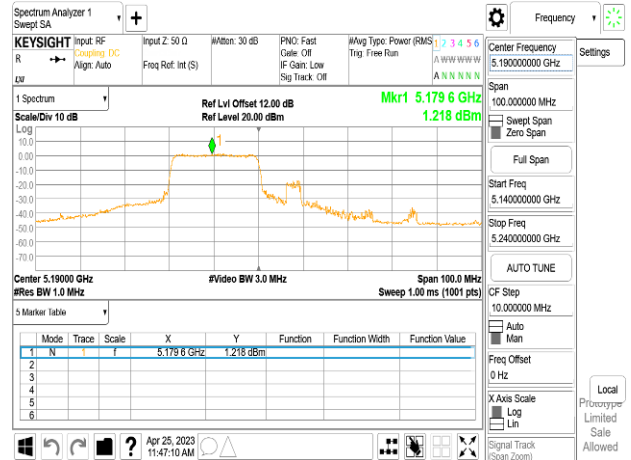 Spectrum Analyzer 1
Swept SA
Frequency
KEYSIGHT
R
Input: RF
Coupling: DC
Align: Auto
Input Z: 50 Ω
Freq Ref: Int (S)
#Atten: 30 dB
PNO: Fast
Gate: Off
IF Gain: Low
Sig Track: Off
#Avg Type: Power (RMS
Trig: Free Run
1 2 3 4 5 6
A W W W W W
A N N N N N
Settings
Center Frequency
5.190000000 GHz
Span
100.000000 MHz
Swept Span
Zero Span
Full Span
Start Freq
5.140000000 GHz
Stop Freq
5.240000000 GHz
AUTO TUNE
CF Step
10.000000 MHz
Auto
Man
Freq Offset
0 Hz
X Axis Scale
Log
Lin
Signal Track
(Span Zoom)
Local
Prototype
Limited
Sale
Allowed
1 Spectrum
Scale/Div 10 dB
Ref Lvl Offset 12.00 dB
Ref Level 20.00 dBm
Mkr1 5.179 6 GHz
1.218 dBm
Log
1
10.0
0.00
-10.0
-20.0
-30.0
-40.0
-50.0
-60.0
-70.0
Center 5.19000 GHz
#Res BW 1.0 MHz
#Video BW 3.0 MHz
Span 100.0 MHz
Sweep 1.00 ms (1001 pts)
5 Marker Table
Mode Trace Scale X Y Function Function Width Function Value
1 N 1 f 5.179 6 GHz 1.218 dBm
2
3
4
5
6
?
Apr 25, 2023
11:47:10 AM